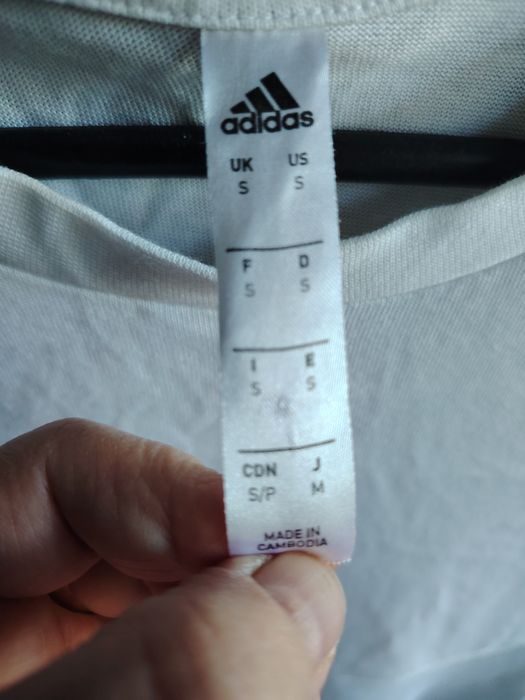 adidas
UK US
S S
F D
S S
I E
S S
CDN J
S/P M
MADE IN
CAMBODIA